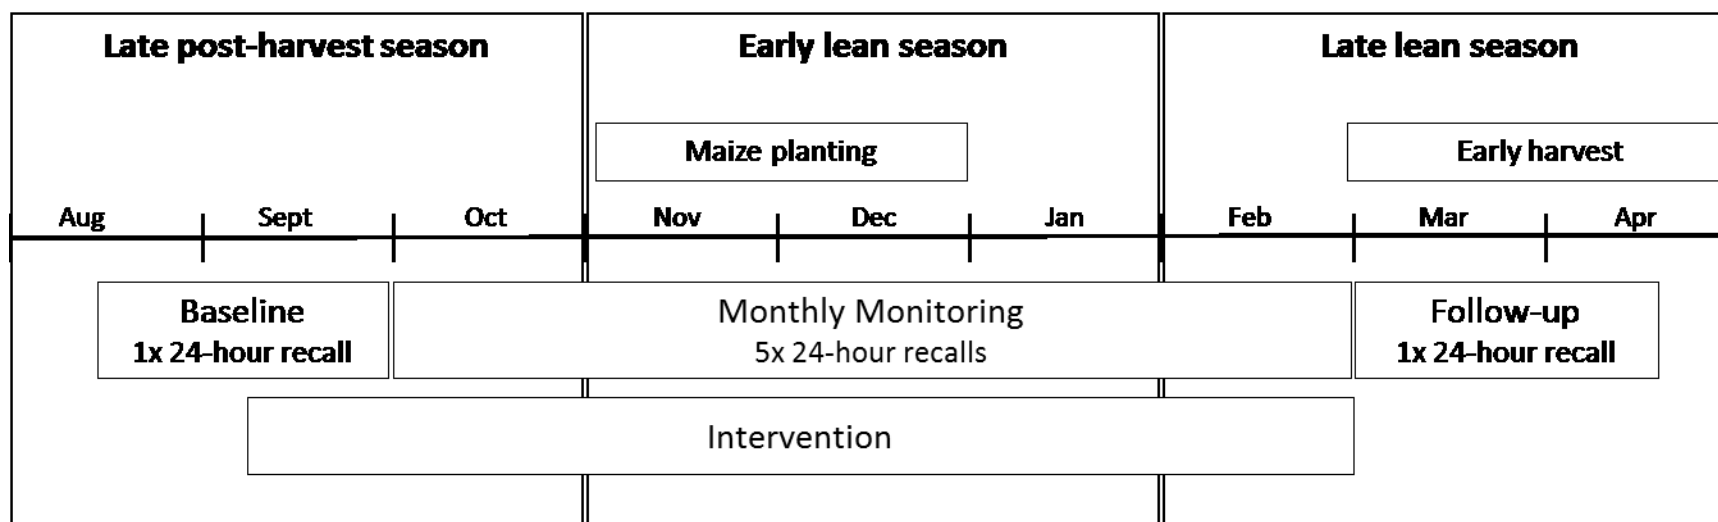 Late post-harvest season
Early lean season
Late lean season
Maize planting
Early harvest
Aug
Sept
Oct
Nov
Dec
Jan
Feb
Mar
Apr
Baseline
1x 24-hour recall
Monthly Monitoring
5x 24-hour recalls
Follow-up
1x 24-hour recall
Intervention